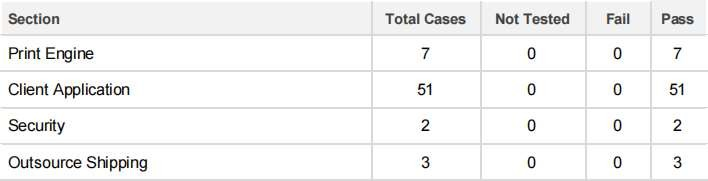 Section Total Cases Not Tested Fail Pass
Print Engine 7 0 0 7
Client Application 51 0 0 51
Security 2 0 0 2
Outsource Shipping 3 0 0 3